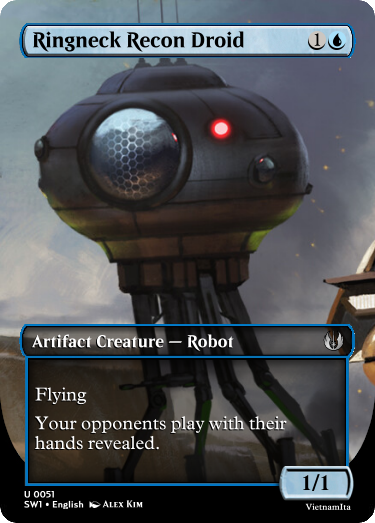 Ringneck Recon Droid 1
Artifact Creature — Robot
Flying
Your opponents play with their
hands revealed.
1/1
U 0051
SW1 • English ALEX KIM
VietnamIta